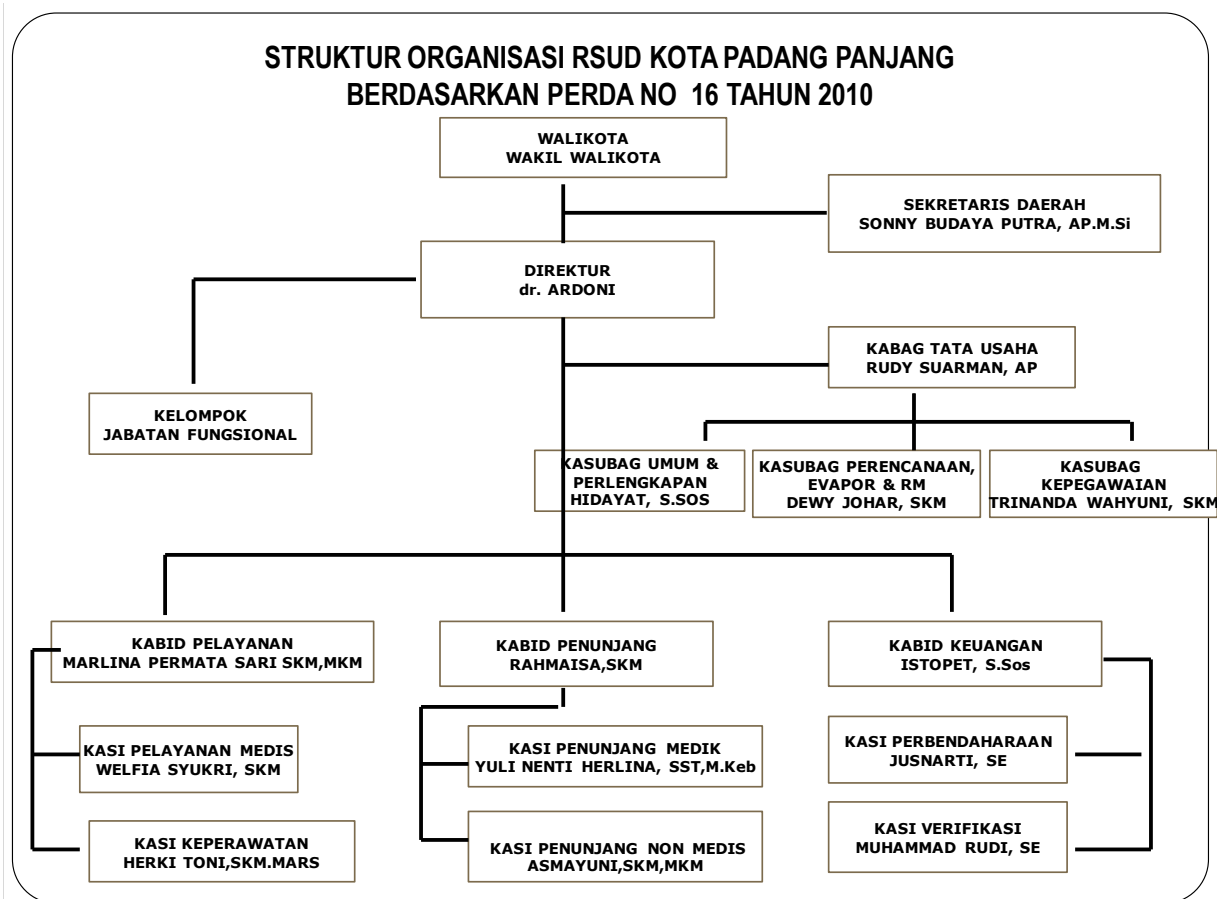 STRUKTUR ORGANISASI RSUD KOTA PADANG PANJANG
BERDASARKAN PERDA NO 16 TAHUN 2010
WALIKOTA
WAKIL WALIKOTA
SEKRETARIS DAERAH
SONNY BUDAYA PUTRA, AP.M.Si
DIREKTUR
dr. ARDONI
KABAG TATA USAHA
RUDY SUARMAN, AP
KELOMPOK
JABATAN FUNGSIONAL
KASUBAG UMUM &
PERLENGKAPAN
HIDAYAT, S.SOS
KASUBAG PERENCANAAN,
EVAPOR & RM
DEWY JOHAR, SKM
KASUBAG
KEPEGAWAIAN
TRINANDA WAHYUNI, SKM
KABID PELAYANAN
MARLINA PERMATA SARI SKM,MKM
KABID PENUNJANG
RAHMAISA,SKM
KABID KEUANGAN
ISTOPET, S.Sos
KASI PELAYANAN MEDIS
WELFIA SYUKRI, SKM
KASI PENUNJANG MEDIK
YULI NENTI HERLINA, SST,M.Keb
KASI PERBENDAHARAAN
JUSNARTI, SE
KASI KEPERAWATAN
HERKI TONI,SKM.MARS
KASI PENUNJANG NON MEDIS
ASMAYUNI,SKM,MKM
KASI VERIFIKASI
MUHAMMAD RUDI, SE